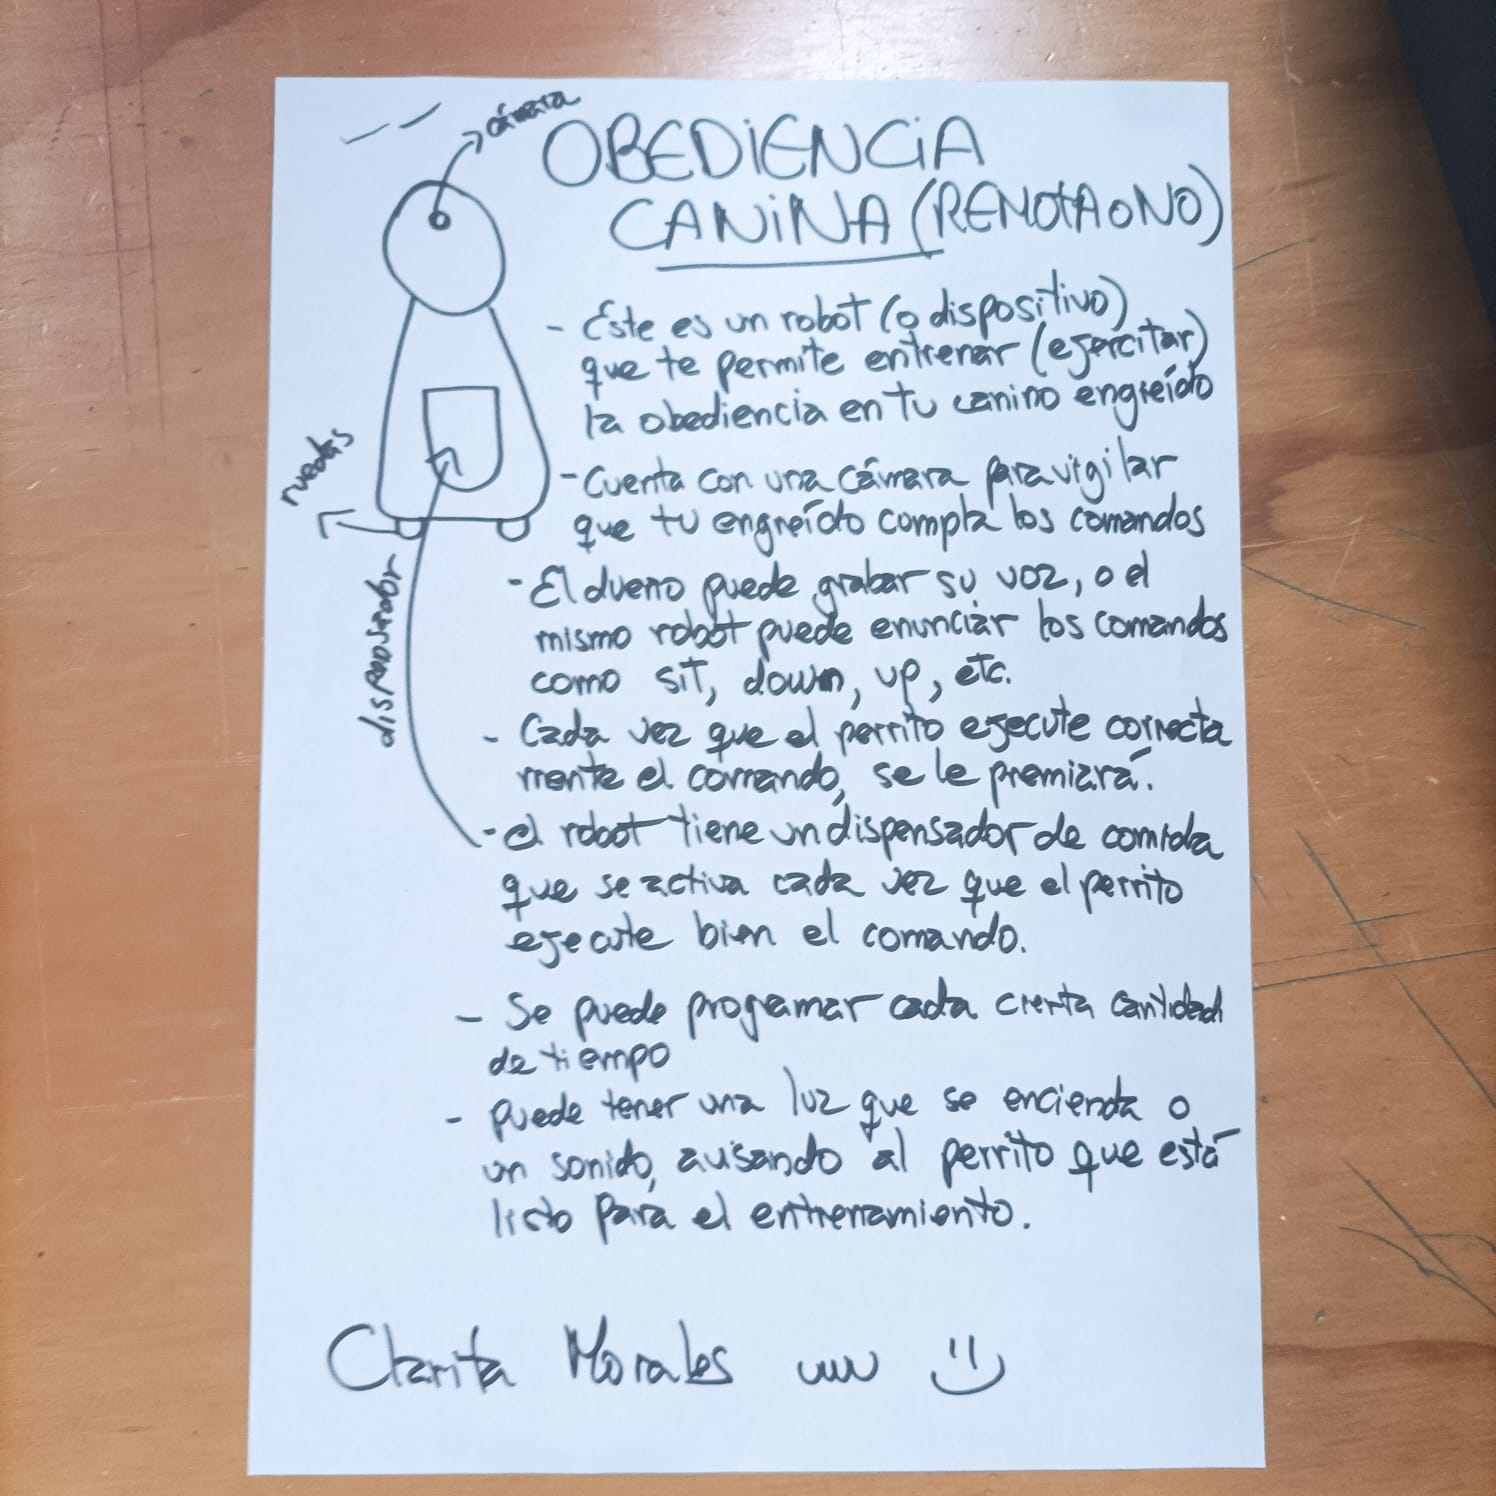 cámara
OBEDIENCIA
CANINA (REMOTA O NO)
- Este es un robot (o dispositivo)
que te permite entrenar (ejercitar)
la obediencia en tu canino engreído
ruedas
- Cuenta con una cámara para vigilar
que tu engreído cumpla los comandos
- El dueno puede grabar su voz, o el
mismo robot puede enunciar los comandos
como sit, down, up, etc.
dispensador
- Cada vez que el perrito ejecute correcta
mente el comando, se le premiará.
- el robot tiene un dispensador de comida
que se activa cada vez que el perrito
ejecute bien el comando.
- Se puede programar cada cierta cantidad
de tiempo
- puede tener una luz que se encienda o
un sonido, avisando al perrito que está
listo para el entrenamiento.
Clarita Morales